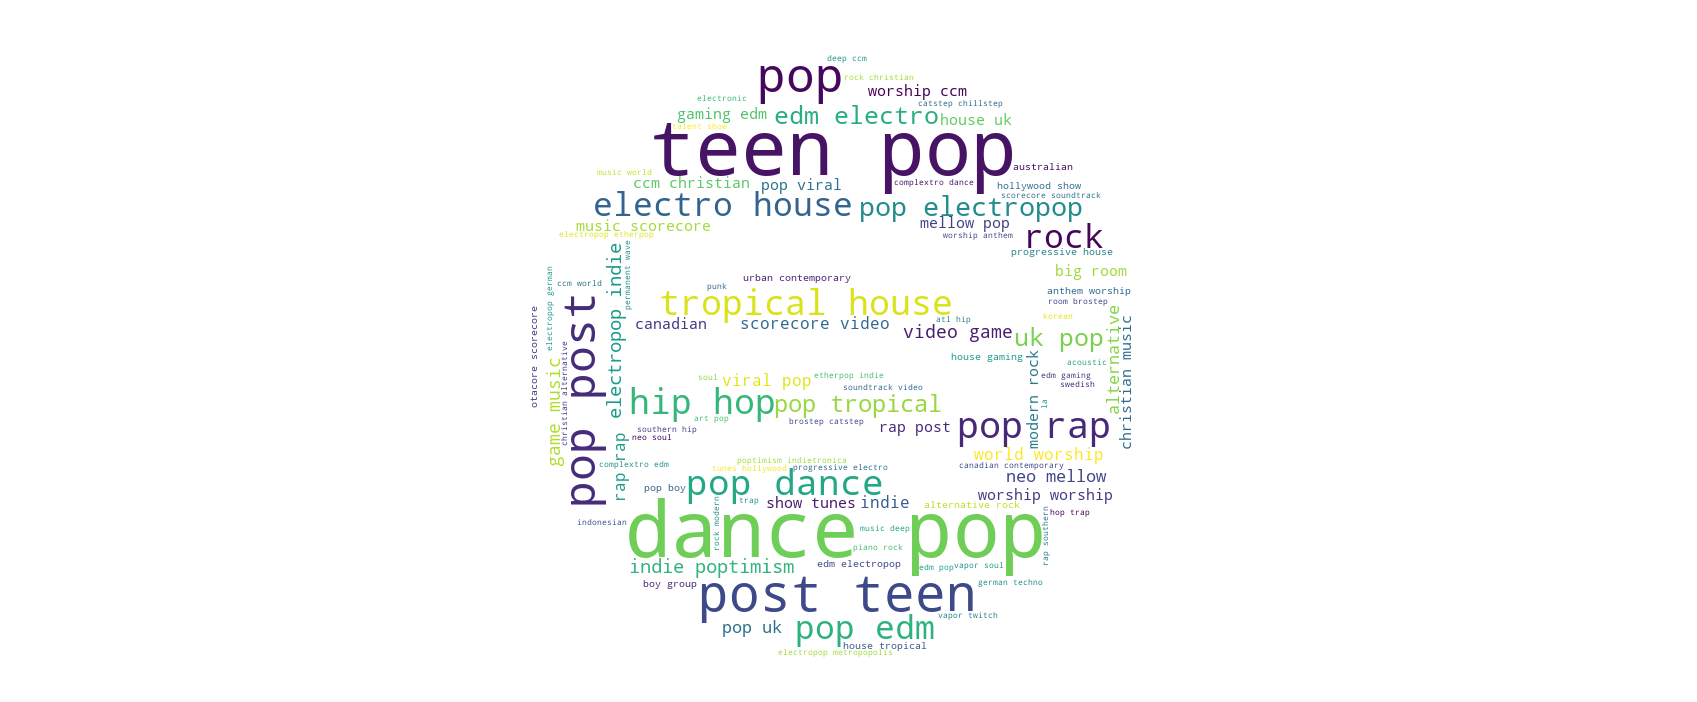 deep ccm
pop
rock christian
worship ccm
electronic
catstep chillstep
gaming edm
edm electro
house uk
talent show
teen pop
australian
music world
ccm christian
pop viral
complextro dance
hollywood show
scorecore soundtrack
electro house
pop electropop
music scorecore
mellow pop
electropop etherpop
worship anthem
rock
progressive house
electropop indie
permanent wave
big room
urban contemporary
electropop german
ccm world
punk
anthem worship
room brostep
pop post
tropical house
otacore scorecore
canadian
scorecore video
atl hip
video game
korean
uk pop
alternative
christian music
christian alternative
house gaming
acoustic
modern rock
game music
soul
viral pop
etherpop indie
edm gaming
swedish
soundtrack video
hip hop
pop tropical
la
art pop
brostep catstep
rap post
pop rap
southern hip
neo soul
rap rap
world worship
complextro edm
poptimism indietronica
tunes hollywood
progressive electro
canadian contemporary
pop boy
pop dance
neo mellow
trap
show tunes
indie
worship worship
alternative rock
hop trap
indonesian
rock modern
dance pop
music deep
rap southern
piano rock
indie poptimism
edm electropop
edm pop
vapor soul
boy group
post teen
german techno
vapor twitch
pop uk
pop edm
house tropical
electropop metropopolis